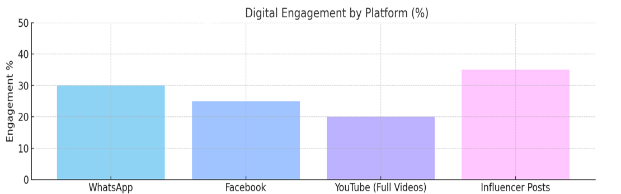 Digital Engagement by Platform (%)
50
40
30
20
10
0
Engagement %
WhatsApp
Facebook
YouTube (Full Videos)
Influencer Posts